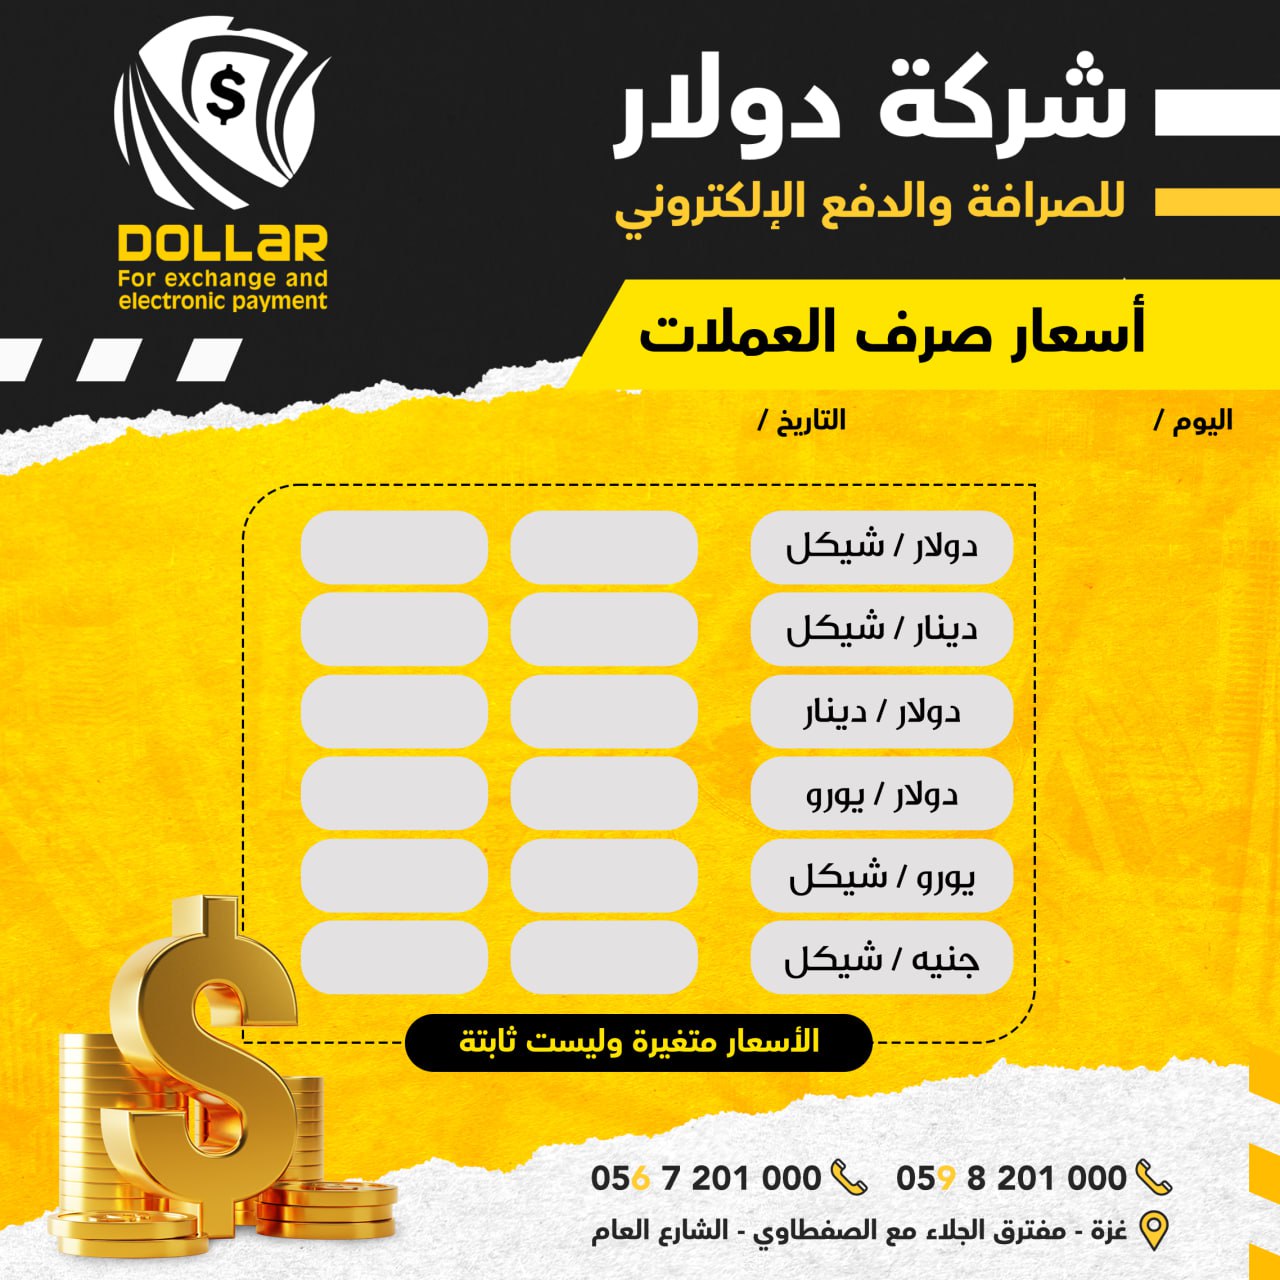 $
DOLLAR
For exchange and
electronic payment
شركة دولار
للصرافة والدفع الإلكتروني
أسعار صرف العملات
اليوم /
التاريخ /
دولار / شيكل
دينار / شيكل
دولار / دينار
دولار / يورو
يورو / شيكل
جنيه / شيكل
الأسعار متغيرة وليست ثابتة
059 8 201 000
056 7 201 000
غزة - مفترق الجلاء مع الصفطاوي - الشارع العام